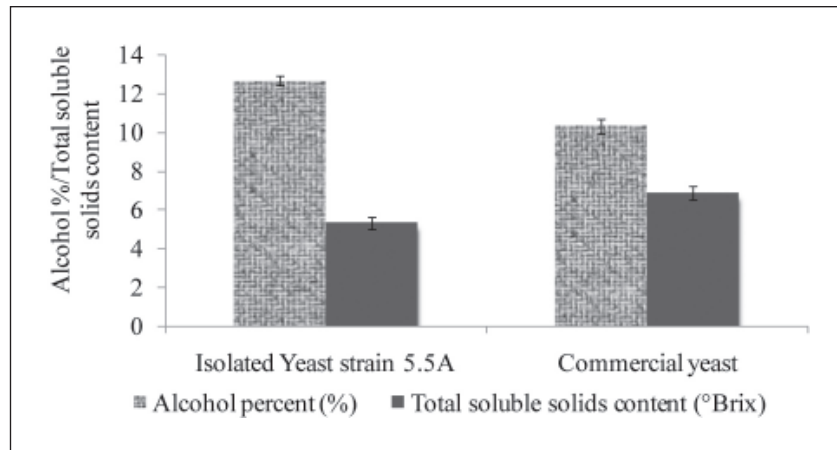 Alcohol %/Total soluble
solids content
14
12
10
8
6
4
2
0
Isolated Yeast strain 5.5A Commercial yeast
Alcohol percent (%) Total soluble solids content (°Brix)